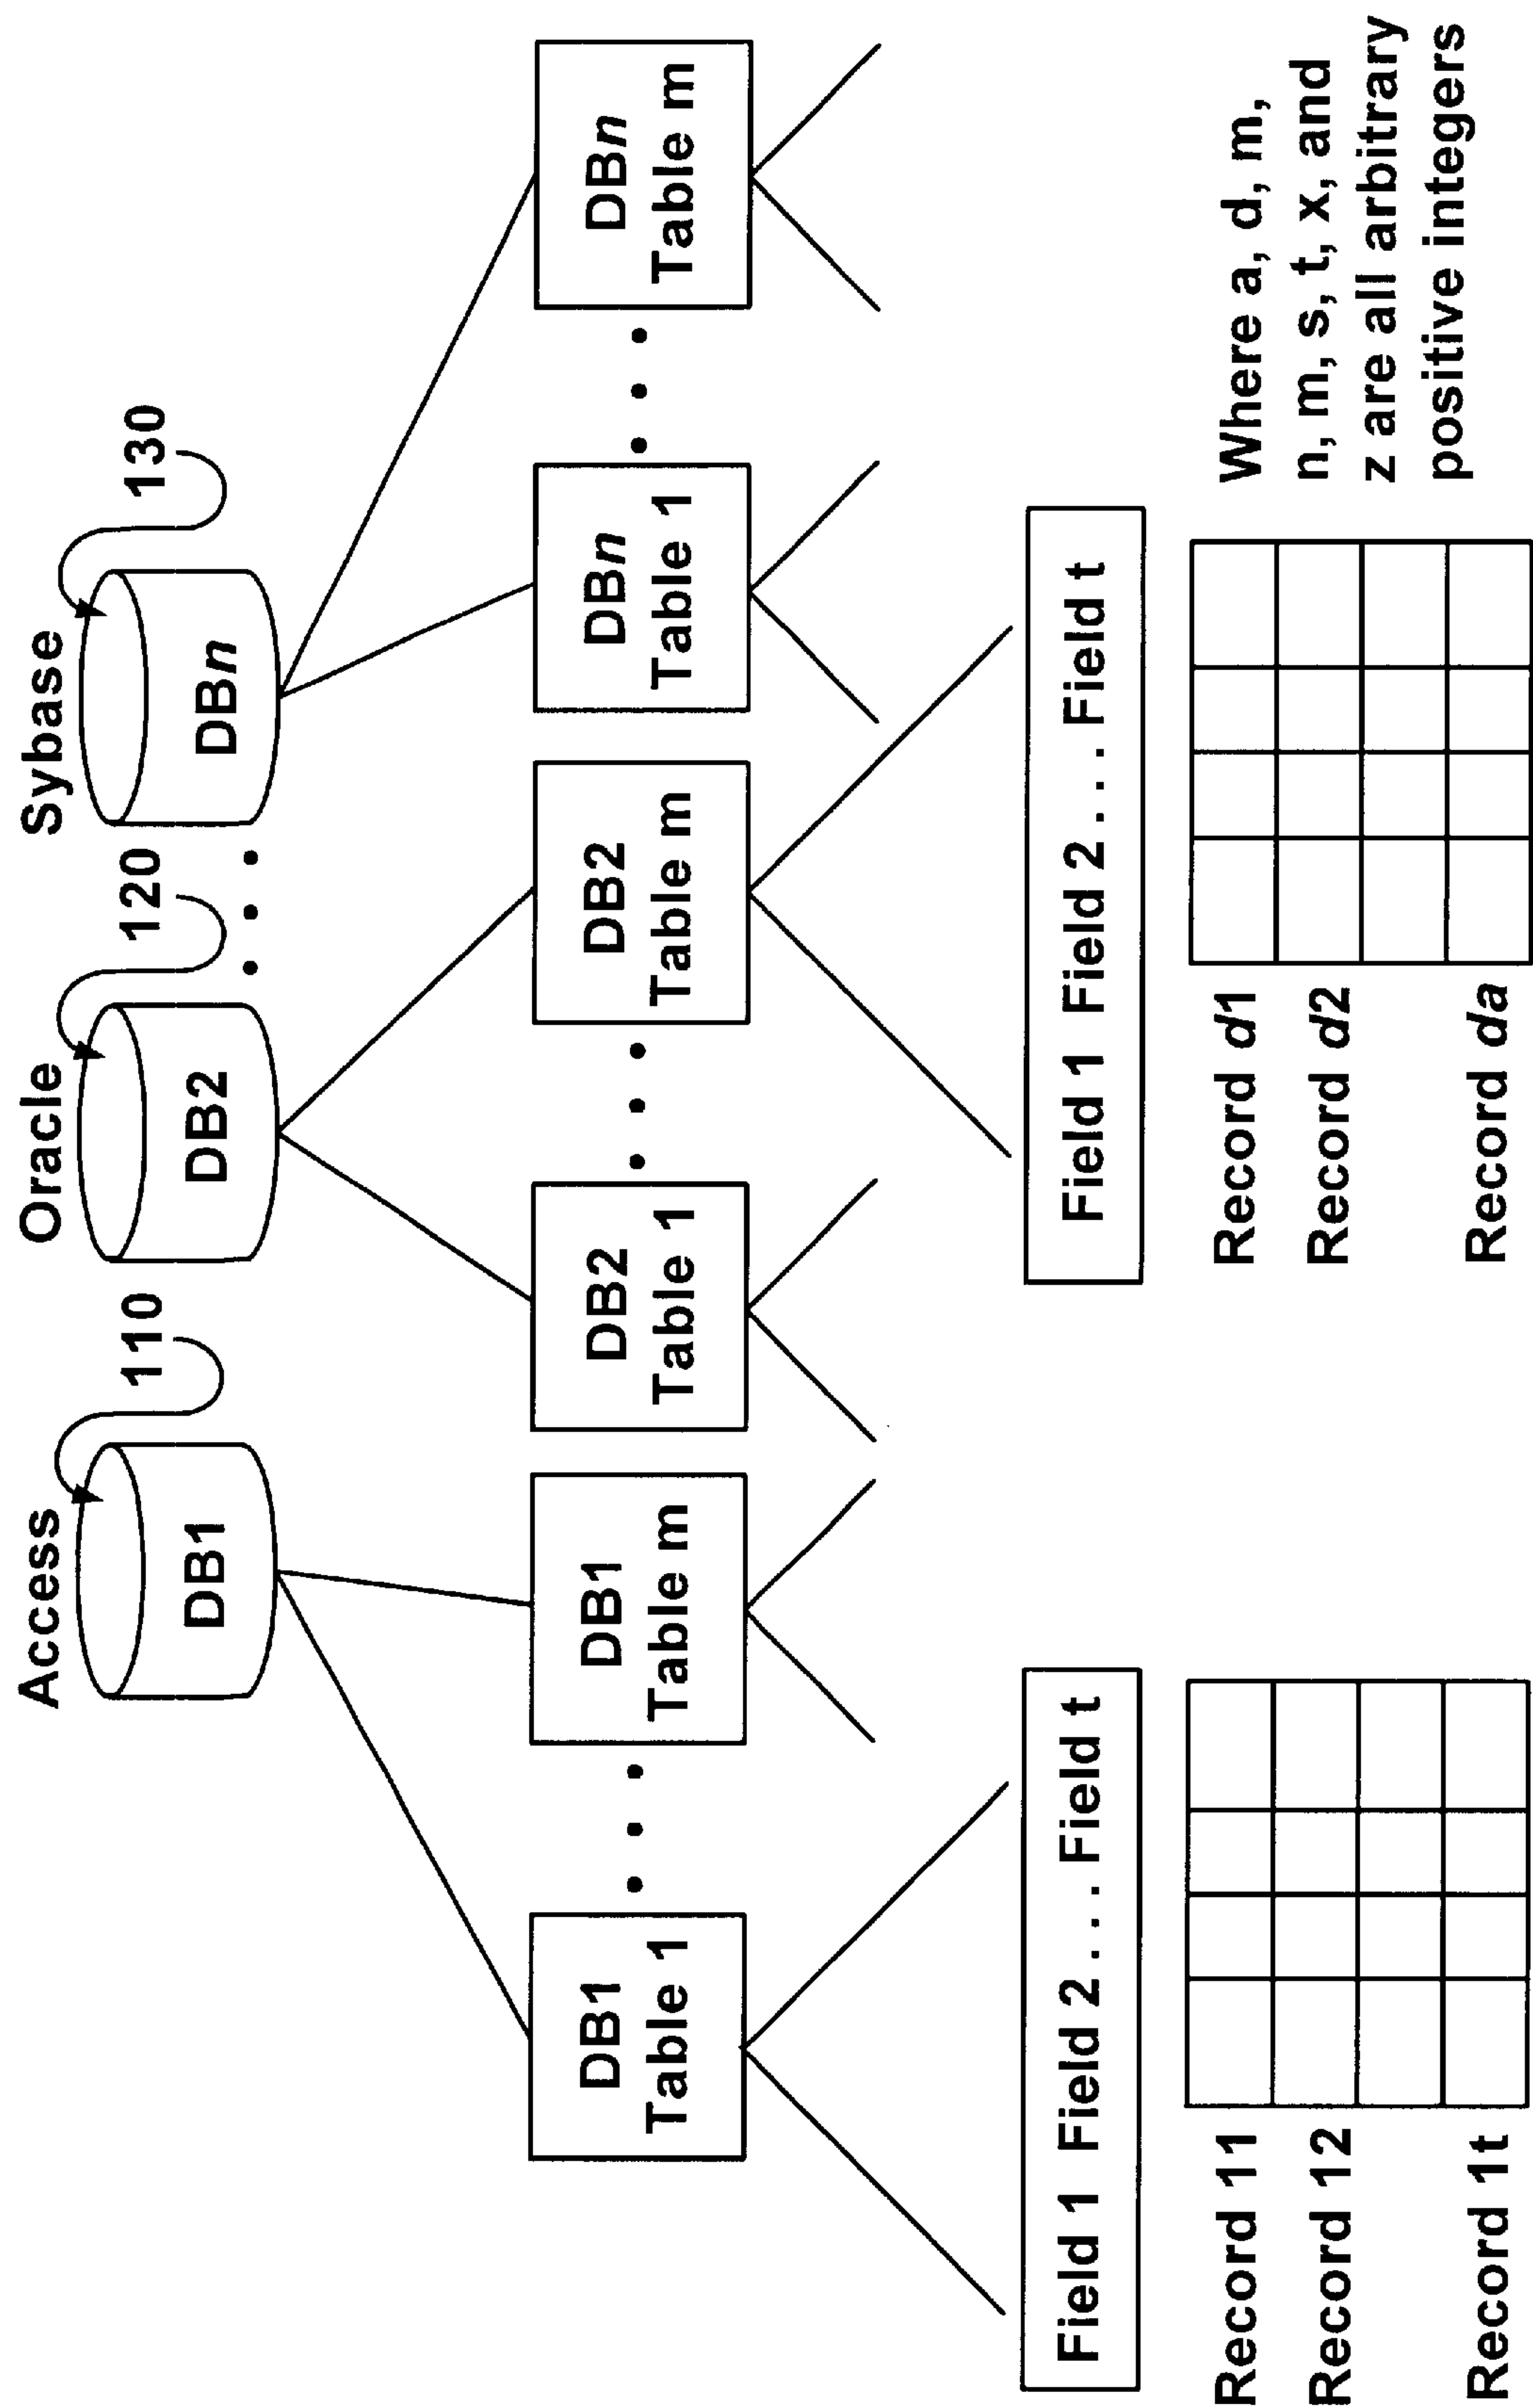 Access
Oracle
Sybase
110
120
130
DB1
DB2
DBn
DB1
Table 1
DB1
Table m
DB2
Table 1
DB2
Table m
DBn
Table 1
DBn
Table m
Field 1 Field 2 . . . Field t
Field 1 Field 2 . . . Field t
Record 11
Record 12
Record 1t
Record d1
Record d2
Record da
Where a, d, m,
n, m, s, t, x, and
z are all arbitrary
positive integers